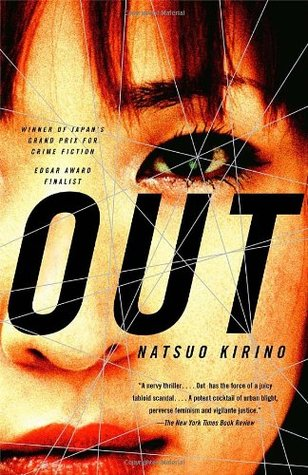 WINNER OF JAPAN'S
GRAND PRIX FOR
CRIME FICTION
EDGAR AWARD
FINALIST
OUT
NATSUO KIRINO
"A nervy thriller. . . . Out has the force of a juicy
tabloid scandal. . . . A potent cocktail of urban blight,
perverse feminism and vigilante justice."
—The New York Times Book Review